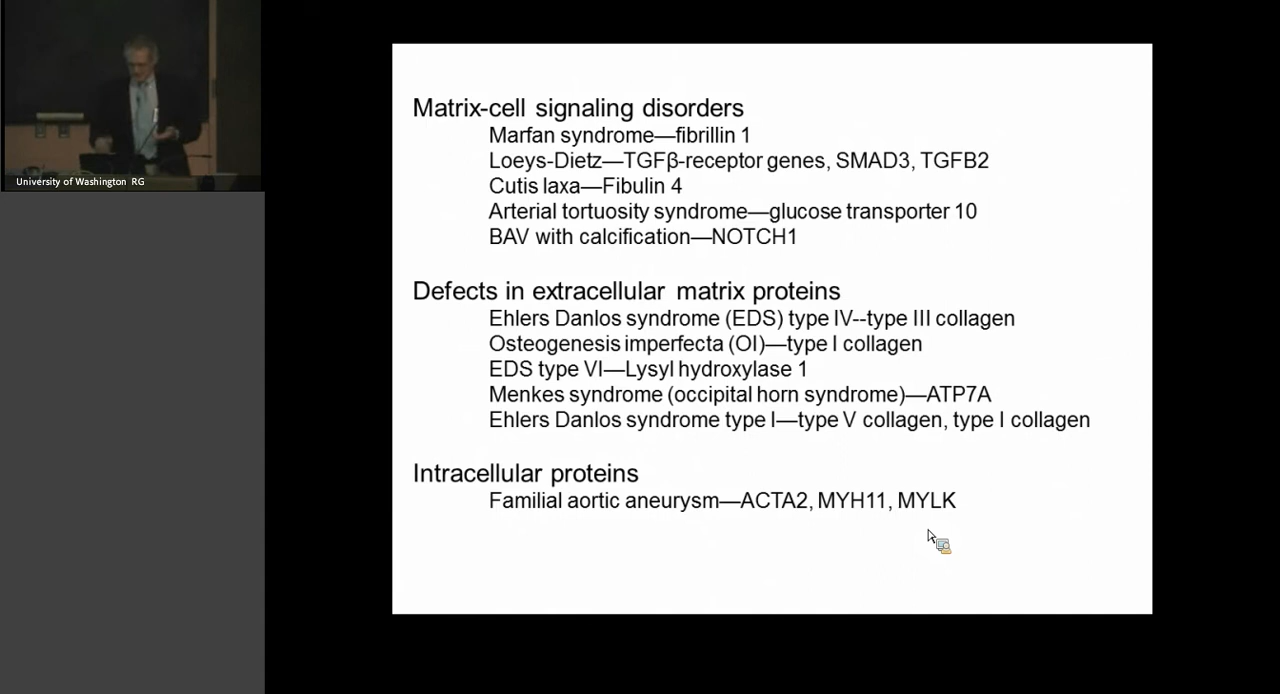 University of Washington RG
Matrix-cell signaling disorders
Marfan syndrome—fibrillin 1
Loeys-Dietz—TGFβ-receptor genes, SMAD3, TGFB2
Cutis laxa—Fibulin 4
Arterial tortuosity syndrome—glucose transporter 10
BAV with calcification—NOTCH1
Defects in extracellular matrix proteins
Ehlers Danlos syndrome (EDS) type IV--type III collagen
Osteogenesis imperfecta (OI)—type I collagen
EDS type VI—Lysyl hydroxylase 1
Menkes syndrome (occipital horn syndrome)—ATP7A
Ehlers Danlos syndrome type I—type V collagen, type I collagen
Intracellular proteins
Familial aortic aneurysm—ACTA2, MYH11, MYLK